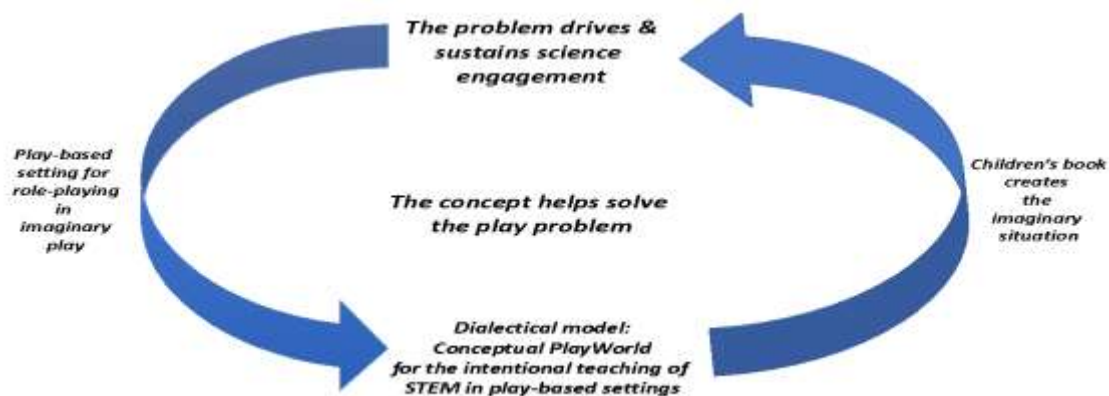 The problem drives &
sustains science
engagement
Play-based
setting for
role-playing
in
imaginary
play
The concept helps solve
the play problem
Children's book
creates
the
imaginary
situation
Dialectical model:
Conceptual PlayWorld
for the intentional teaching of
STEM in play-based settings